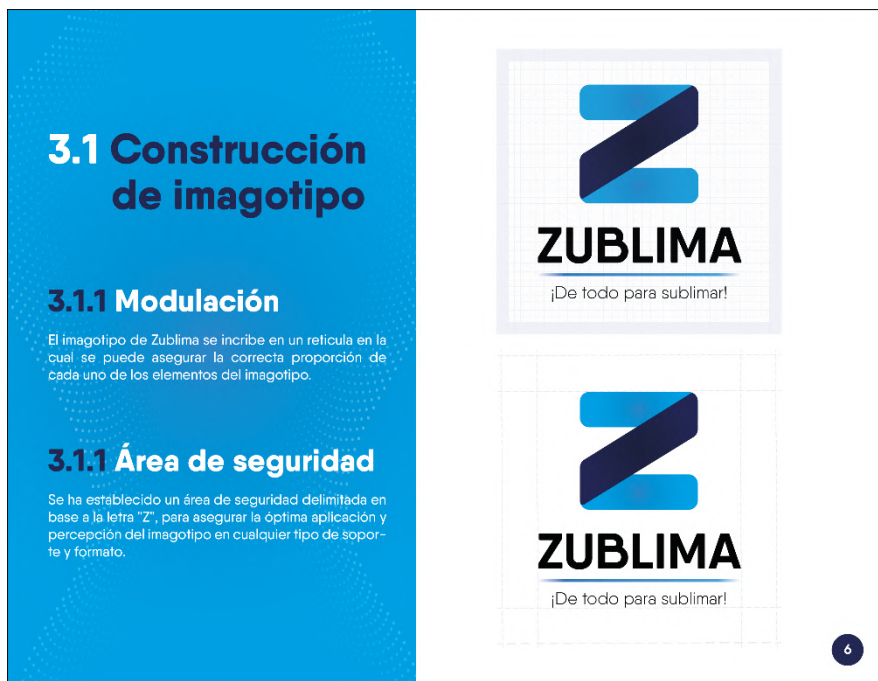 3.1 Construcción
de imagotipo
3.1.1 Modulación
El imagotipo de Zublima se incribe en un reticula en la
cual se puede asegurar la correcta proporción de
cada uno de los elementos del imagotipo.
3.1.1 Área de seguridad
Se ha establecido un área de seguridad delimitada en
base a la letra "Z", para asegurar la óptima aplicación y
percepción del imagotipo en cualquier tipo de sopor-
te y formato.
ZUBLIMA
¡De todo para sublimar!
ZUBLIMA
¡De todo para sublimar!
6